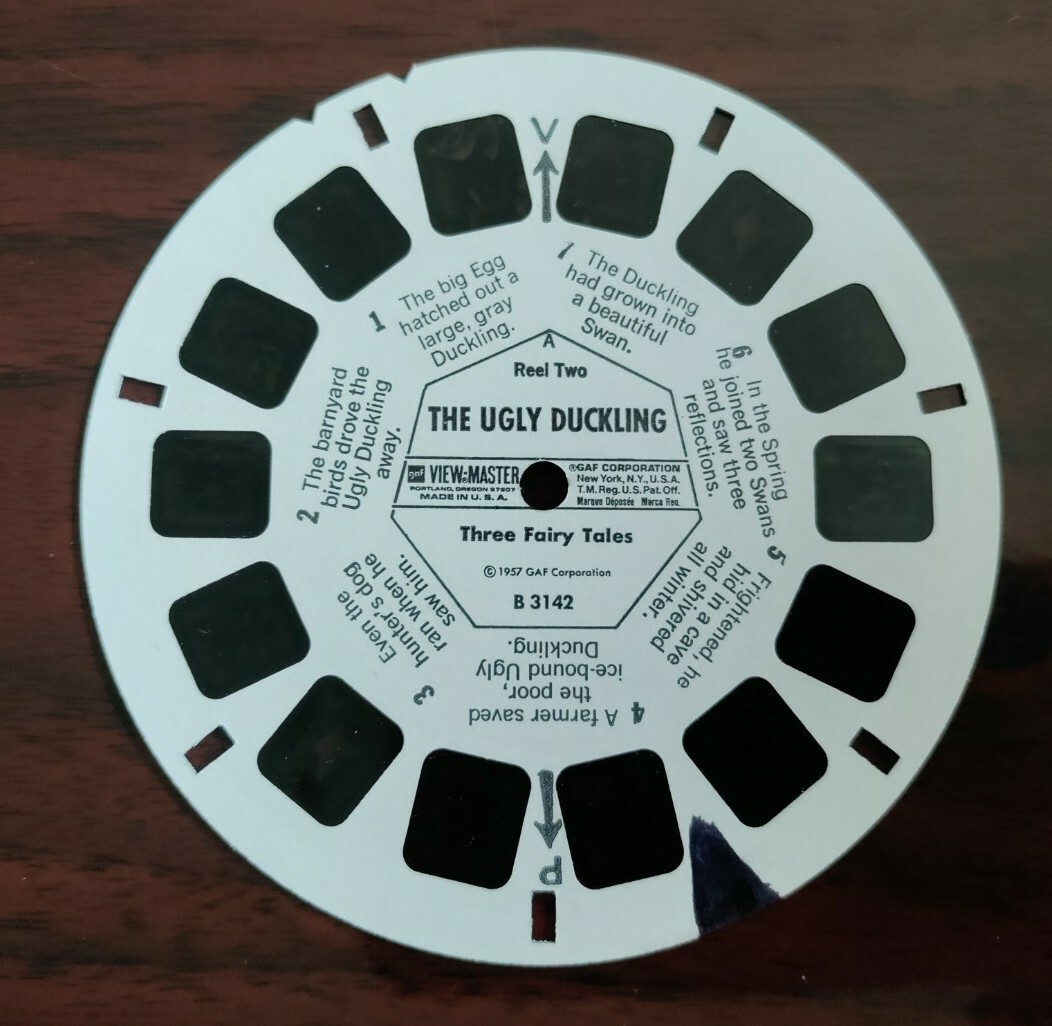 V
A
Reel Two
THE UGLY DUCKLING
gaf VIEW-MASTER
PORTLAND, OREGON 97207
MADE IN U. S. A.
®GAF CORPORATION
New York, N.Y., U.S.A.
T.M. Reg. U.S. Pat. Off.
Marque Déposée Marca Reg.
Three Fairy Tales
© 1957 GAF Corporation
B 3142
1 The big Egg
hatched out a
large, gray
Duckling.
2 The barnyard
birds drove the
Ugly Duckling
away.
3 Even the
hunter's dog
ran when he
saw him.
4 A farmer saved
the poor,
ice-bound Ugly
Duckling.
5 Frightened, he
hid in a cave
and shivered
all winter.
6 In the Spring
he joined two Swans
and saw three
reflections.
7 The Duckling
had grown into
a beautiful
Swan.
P